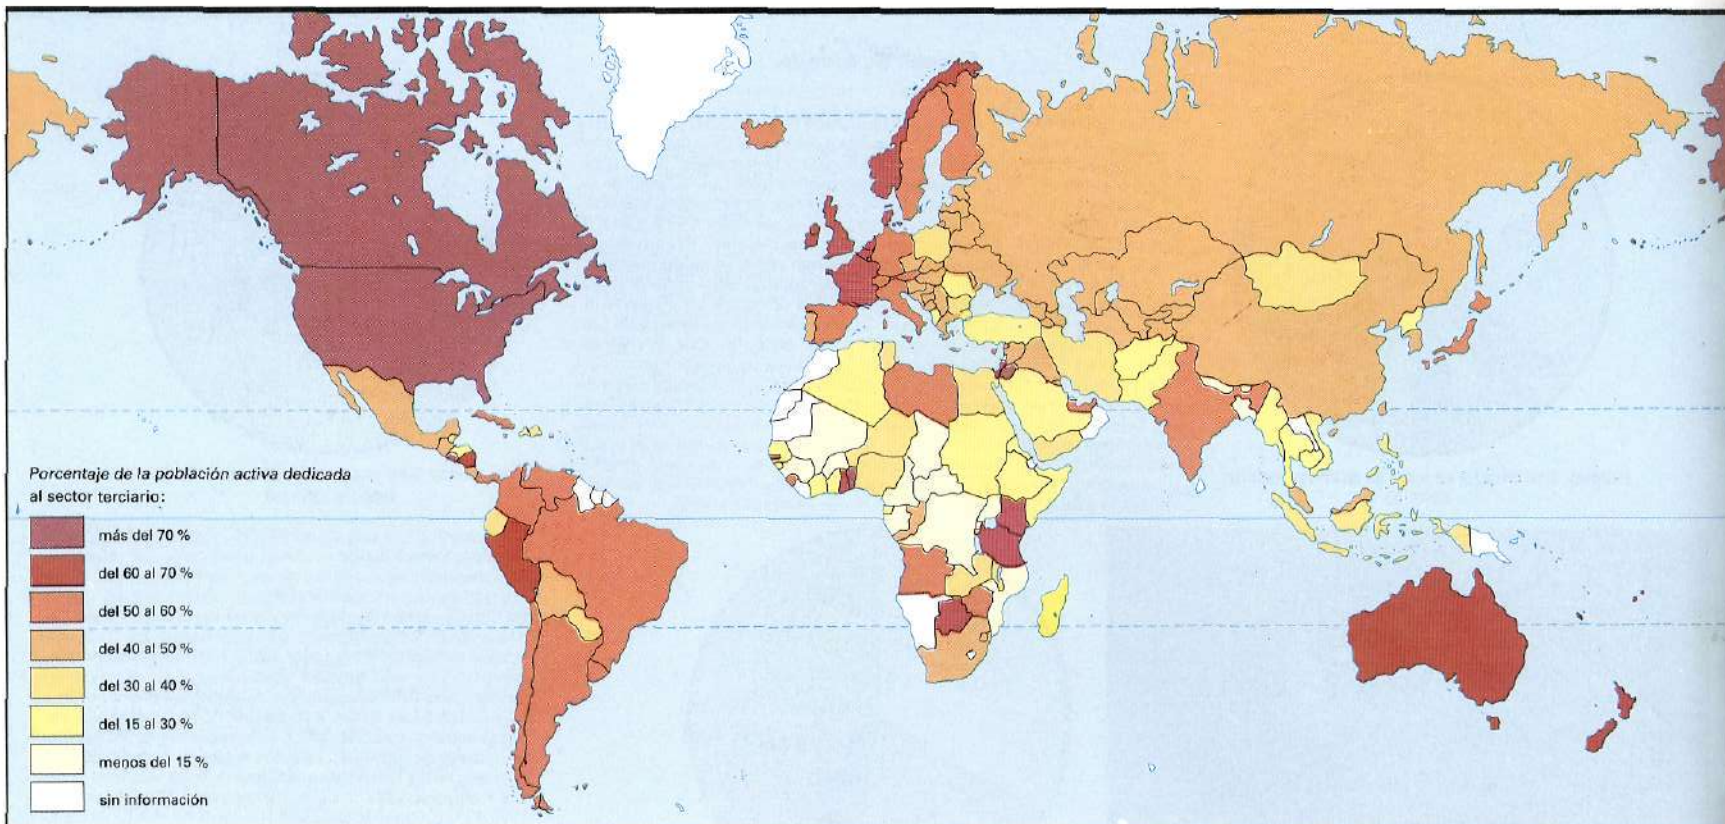 Porcentaje de la población activa dedicada
al sector terciario:
más del 70 %
del 60 al 70 %
del 50 al 60 %
del 40 al 50 %
del 30 al 40 %
del 15 al 30 %
menos del 15 %
sin información